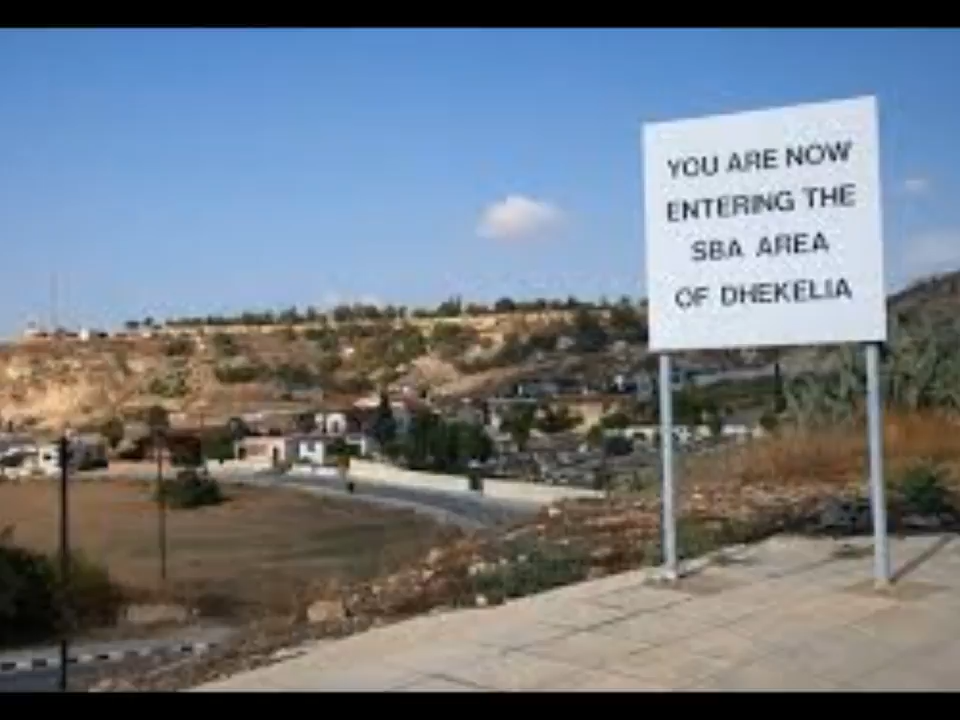 YOU ARE NOW
ENTERING THE
SBA AREA
OF DHEKELIA